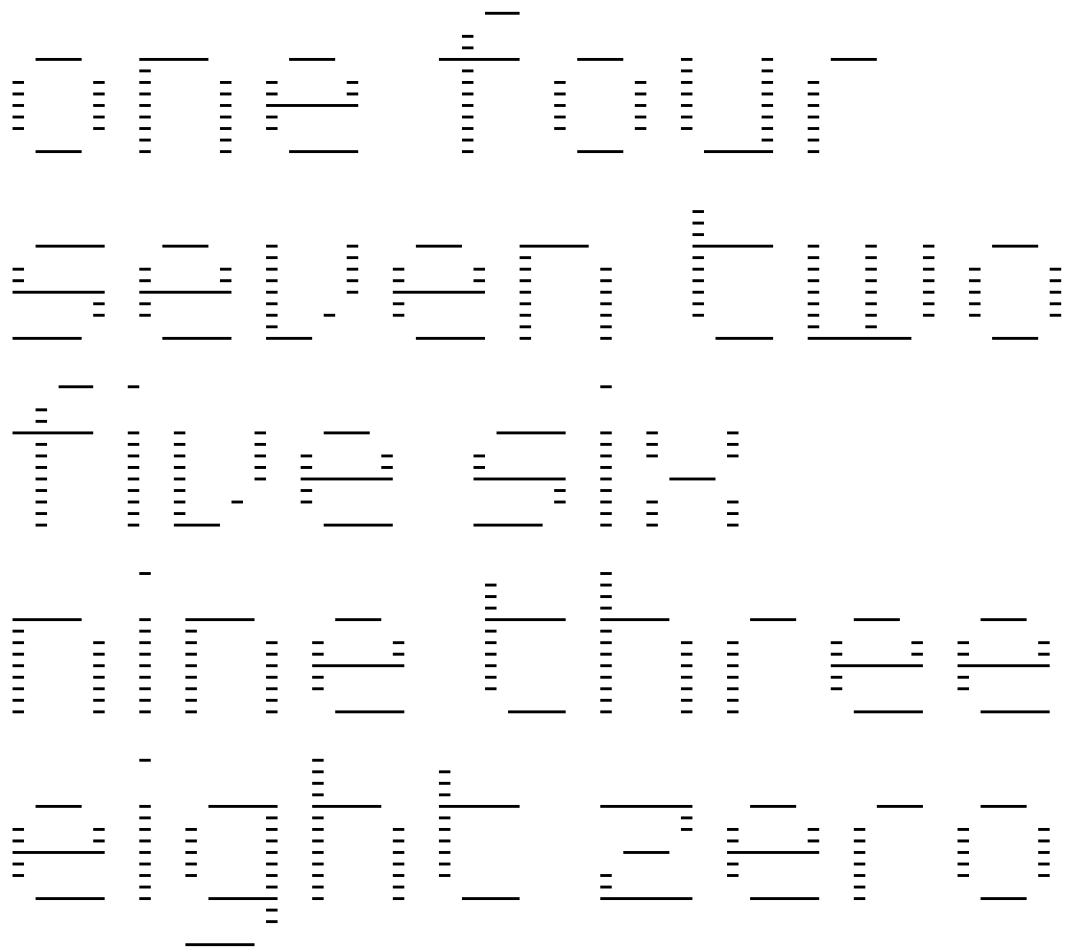 one four
seven two
five six
nine three
eight zero